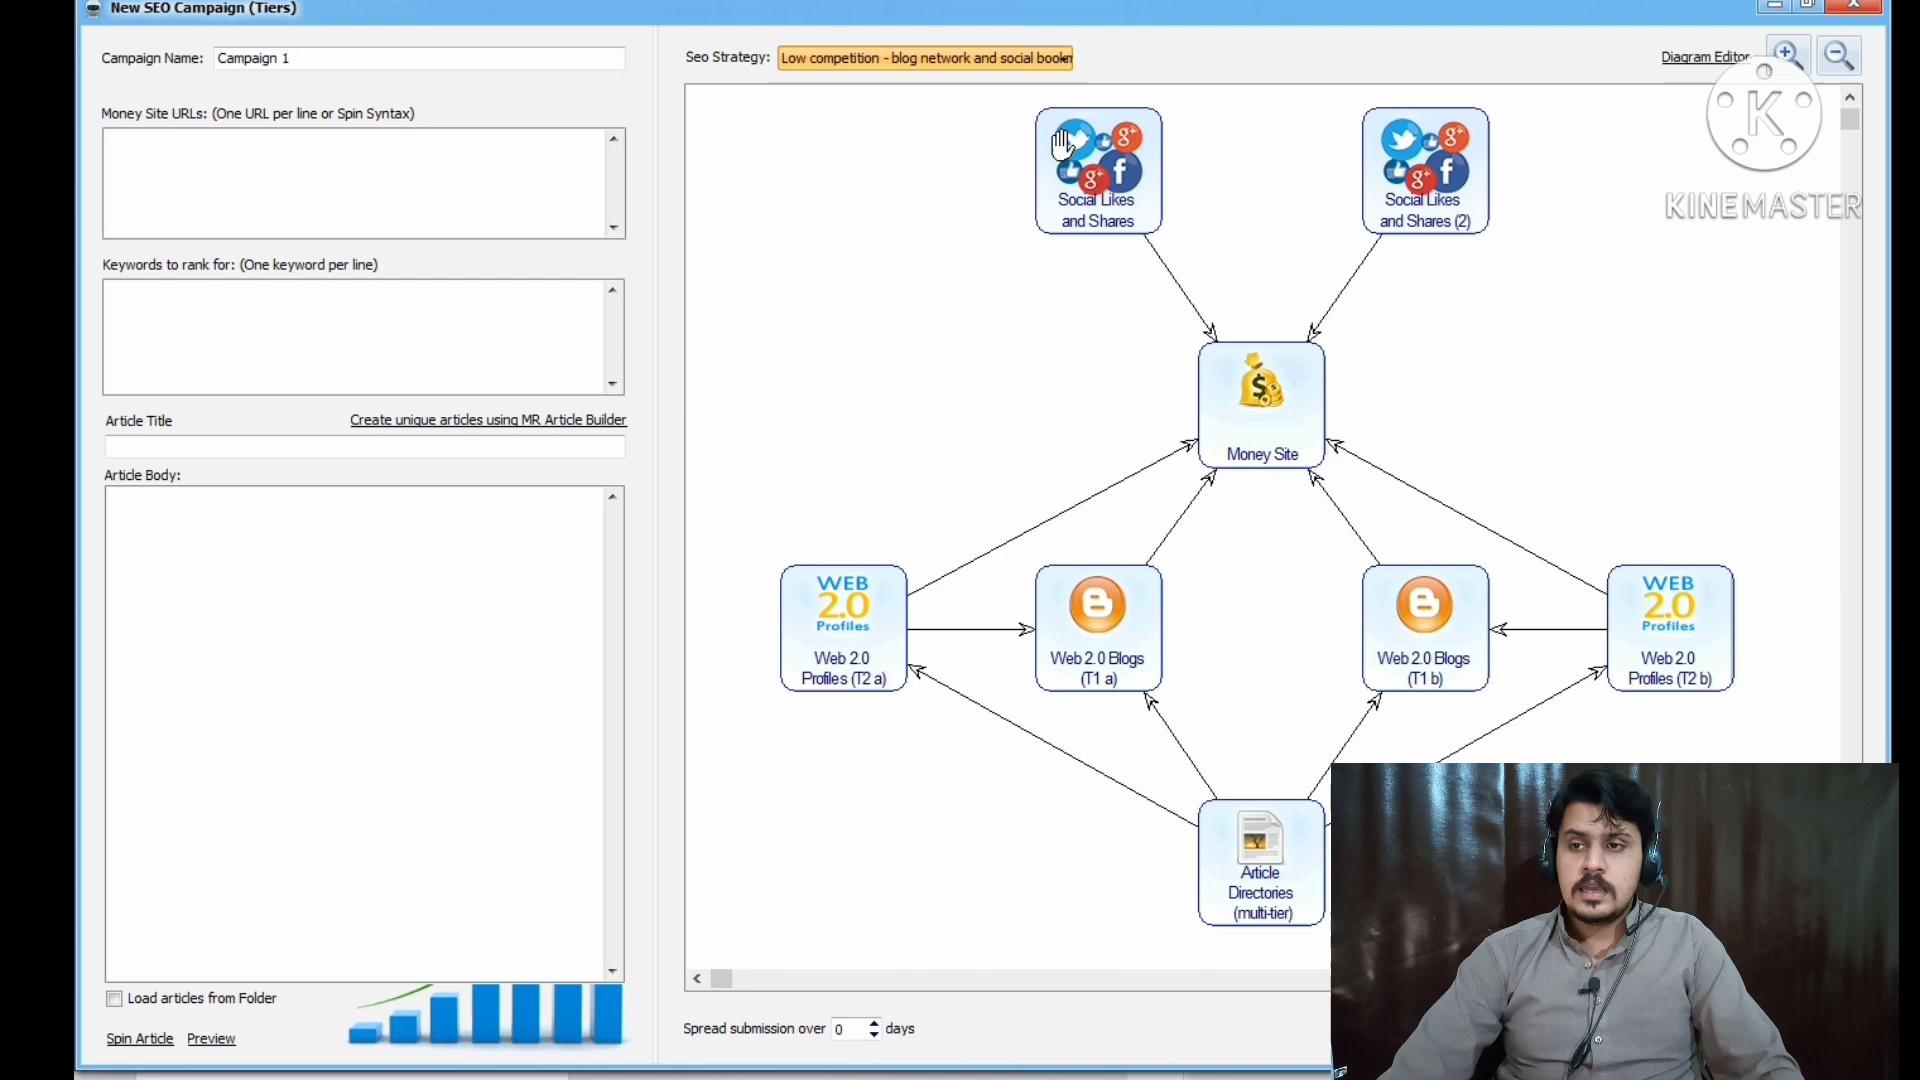 New SEO Campaign (Tiers)
Campaign Name: Campaign 1
Money Site URLs: (One URL per line or Spin Syntax)
Keywords to rank for: (One keyword per line)
Article Title
Create unique articles using MR Article Builder
Article Body:
Load articles from Folder
Spin Article Preview
Seo Strategy: Low competition - blog network and social
Diagram Editor
K
KINEMASTER
g+
f
g+
Social Likes
and Shares
g+
f
g+
Social Likes
and Shares (2)
$
Money Site
WEB
2.0
Profiles
Web 2.0
Profiles (T2 a)
Web 2.0 Blogs
(T1 a)
Web 2.0 Blogs
(T1 b)
WEB
2.0
Profiles
Web 2.0
Profiles (T2 b)
Article
Directories
(multi-tier)
Spread submission over 0 days